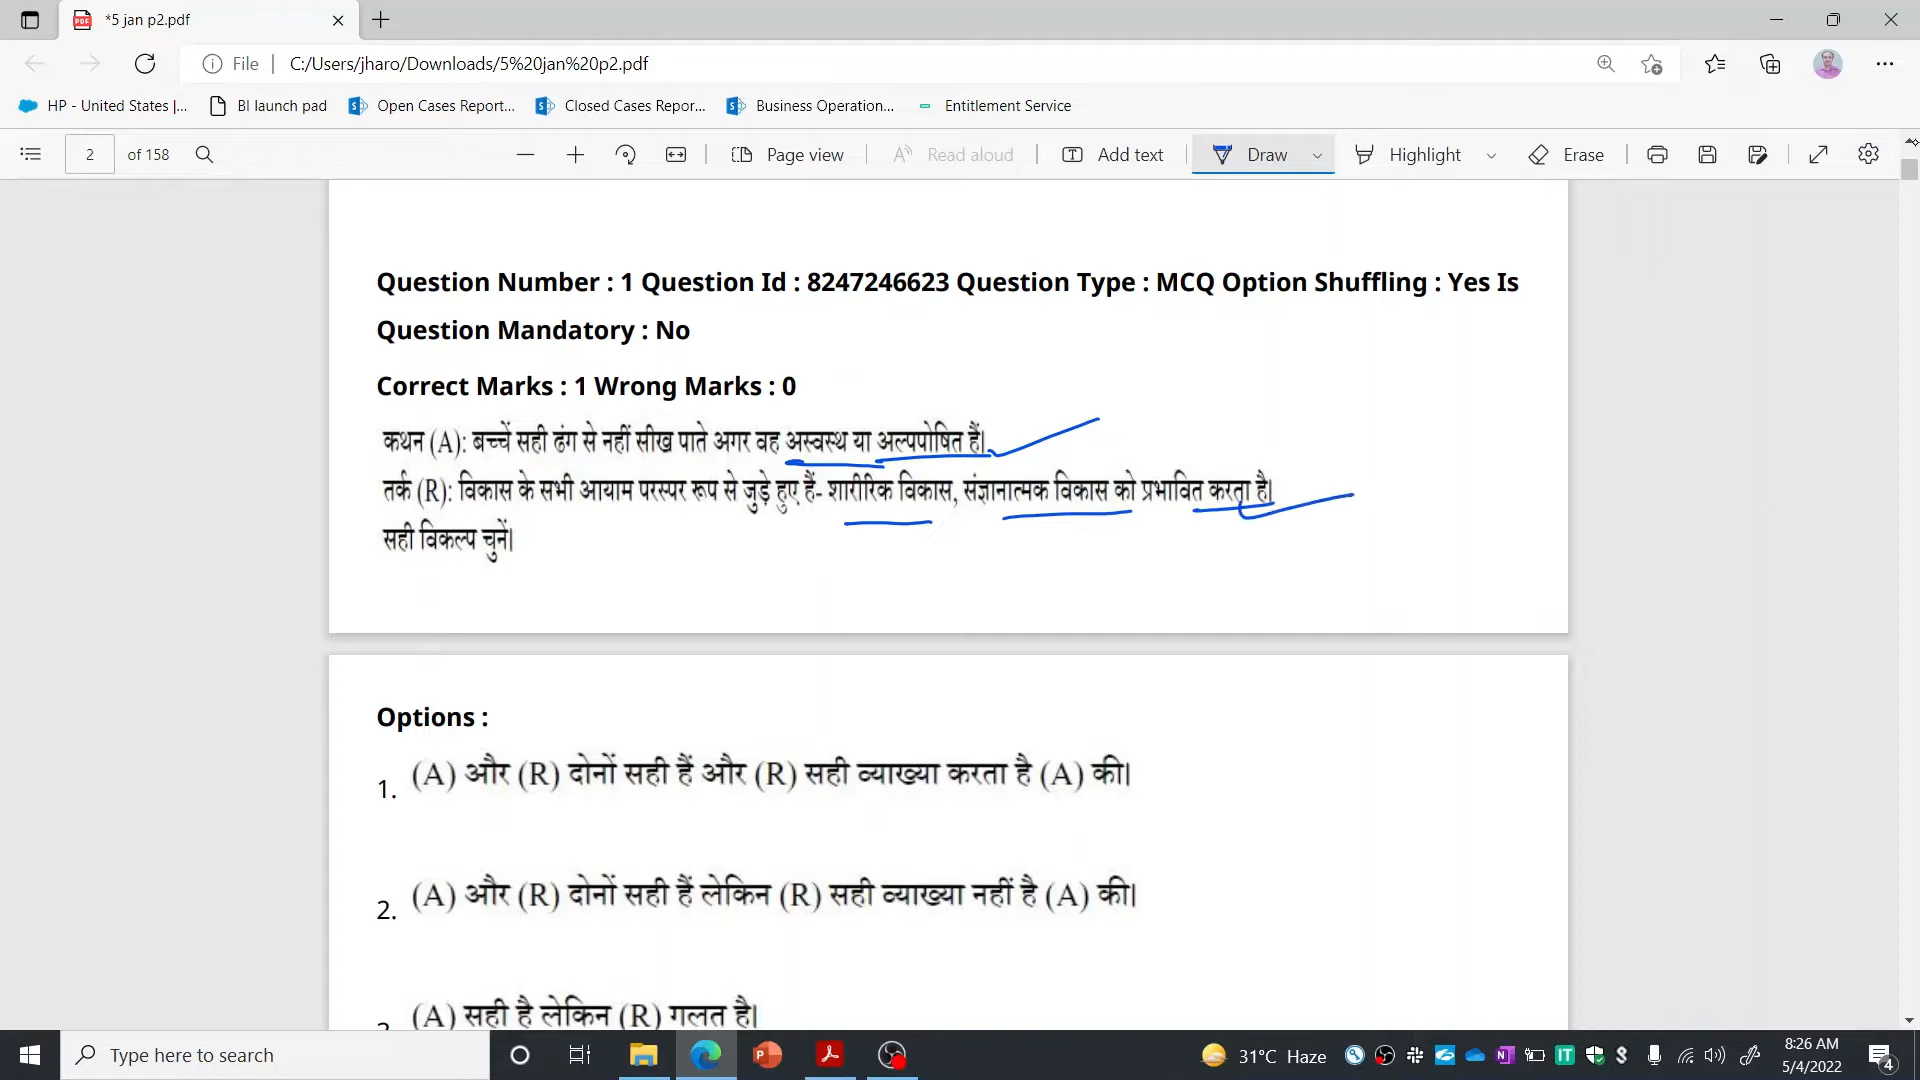 *5 jan p2.pdf
File
C:/Users/jharo/Downloads/5%20jan%20p2.pdf
HP - United States |...
BI launch pad
Open Cases Report...
Closed Cases Repor...
Business Operation...
Entitlement Service
2 of 158
Page view
Read aloud
Add text
Draw
Highlight
Erase
Question Number : 1 Question Id : 8247246623 Question Type : MCQ Option Shuffling : Yes Is
Question Mandatory : No
Correct Marks : 1 Wrong Marks : 0
कथन (A): बच्चें सही ढंग से नहीं सीख पाते अगर वह अस्वस्थ या अल्पपोषित हैं।
तर्क (R): विकास के सभी आयाम परस्पर रूप से जुड़े हुए हैं- शारीरिक विकास, संज्ञानात्मक विकास को प्रभावित करता है।
सही विकल्प चुनें।
Options :
1. (A) और (R) दोनों सही हैं और (R) सही व्याख्या करता है (A) की।
2. (A) और (R) दोनों सही हैं लेकिन (R) सही व्याख्या नहीं है (A) की।
(A) सही है लेकिन (R) गलत है।
Type here to search
31°C Haze
8:26 AM
5/4/2022
4